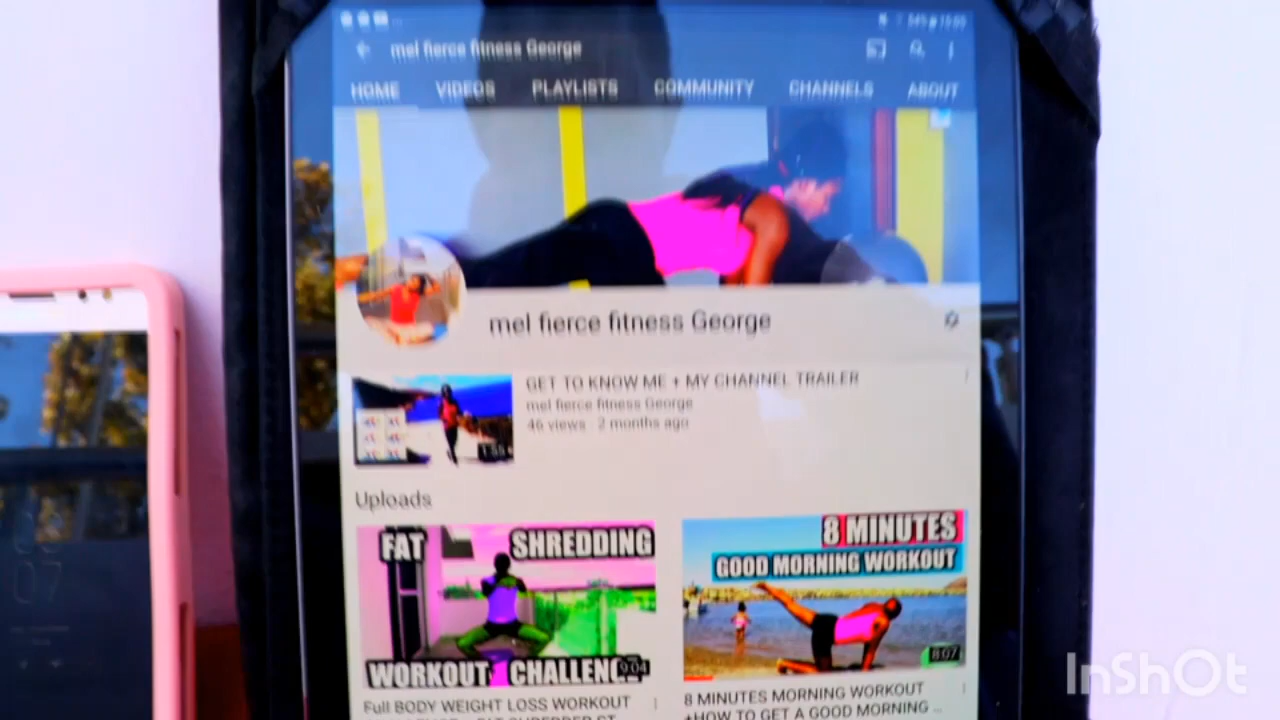 mel fierce fitness George
HOME VIDEOS PLAYLISTS COMMUNITY CHANNELS ABOUT
mel fierce fitness George
GET TO KNOW ME + MY CHANNEL TRAILER
mel fierce fitness George
46 views 2 months ago
Uploads
FAT SHREDDING
WORKOUT CHALLENGE
9:04
Full BODY WEIGHT LOSS WORKOUT
8 MINUTES
GOOD MORNING WORKOUT
8:07
8 MINUTES MORNING WORKOUT
+HOW TO GET A GOOD MORNING ...
InShOt